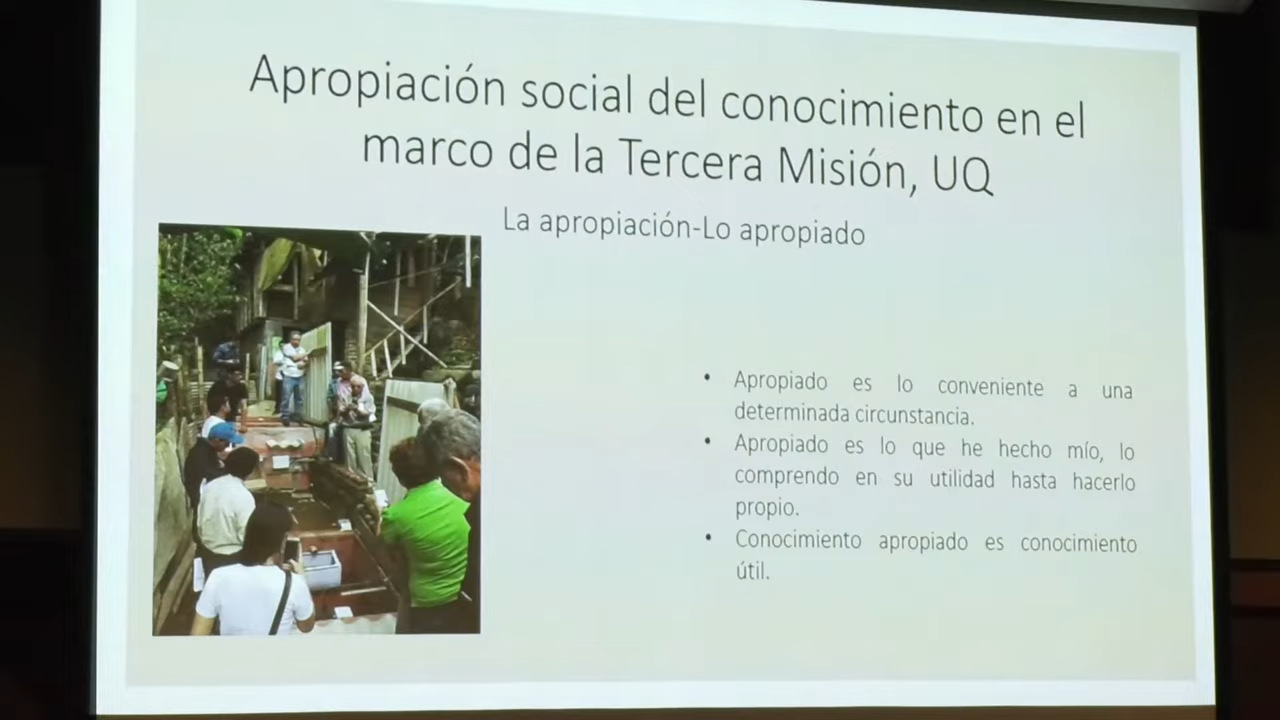 Apropiación social del conocimiento en el
marco de la Tercera Misión, UQ
La apropiación-Lo apropiado
• Apropiado es lo conveniente a una
determinada circunstancia.
• Apropiado es lo que he hecho mío, lo
comprendo en su utilidad hasta hacerlo
propio.
• Conocimiento apropiado es conocimiento
útil.